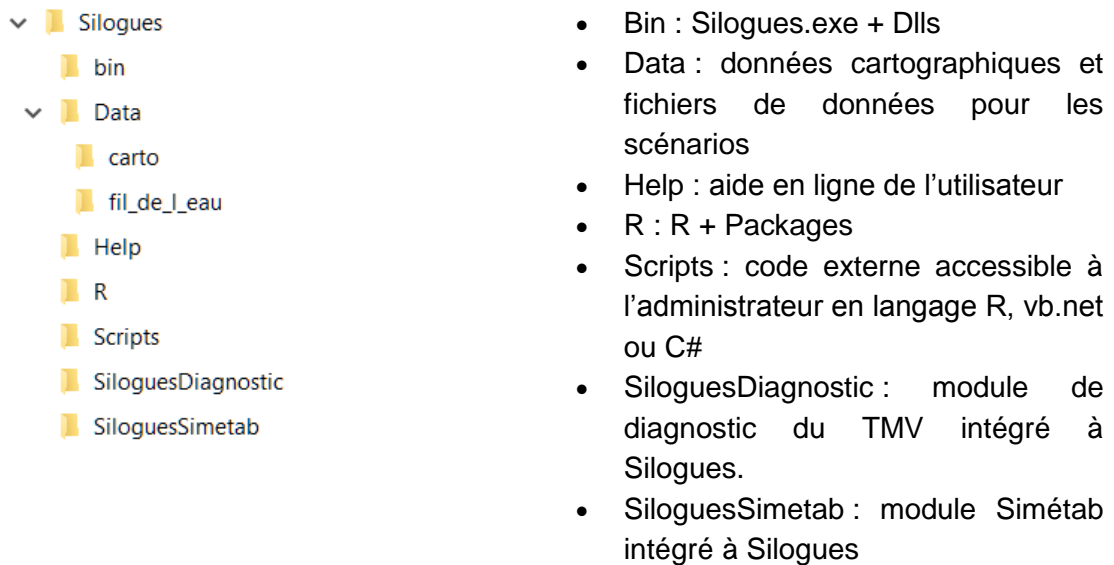 Silogues
bin
Data
carto
fil_de_l_eau
Help
R
Scripts
SiloguesDiagnostic
SiloguesSimetab
• Bin : Silogues.exe + Dlls
• Data : données cartographiques et
fichiers de données pour les
scénarios
• Help : aide en ligne de l’utilisateur
• R : R + Packages
• Scripts : code externe accessible à
l’administrateur en langage R, vb.net
ou C#
• SiloguesDiagnostic : module de
diagnostic du TMV intégré à
Silogues.
• SiloguesSimetab : module Simétab
intégré à Silogues